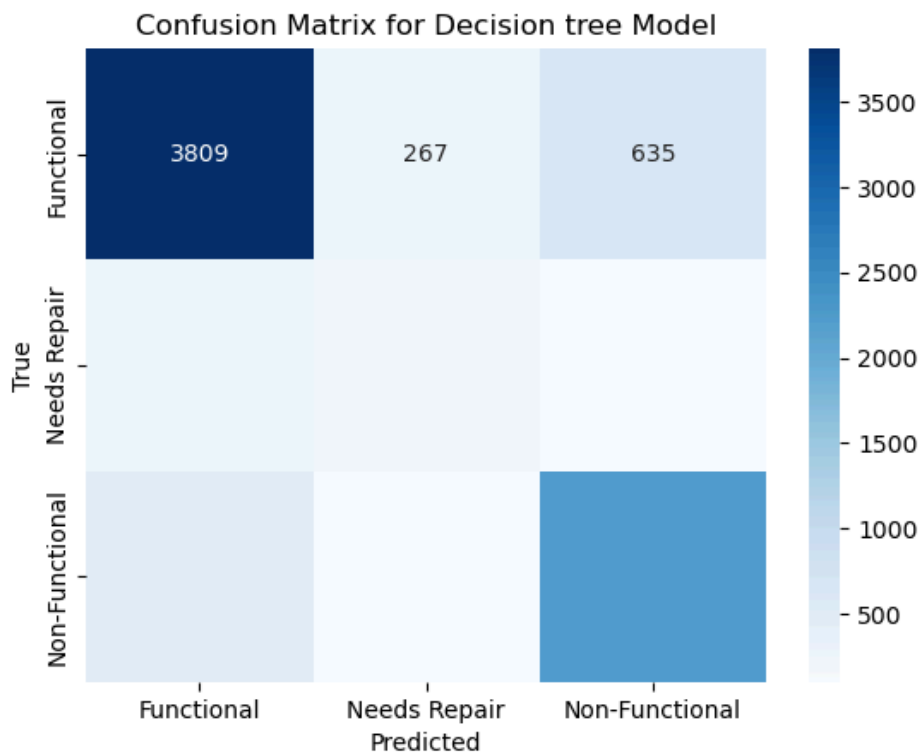 Confusion Matrix for Decision tree Model
Functional
3809
267
635
3500
3000
2500
2000
1500
1000
500
True
Needs Repair
Non-Functional
Functional
Needs Repair
Non-Functional
Predicted